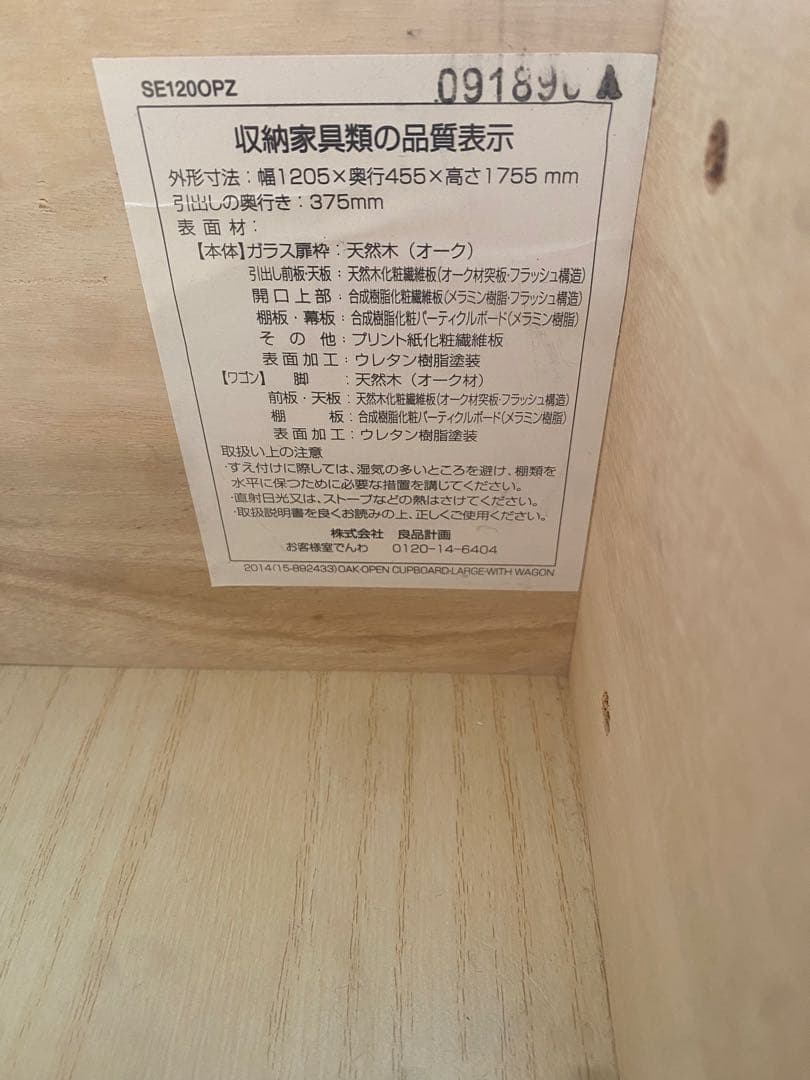 SE120OPZ
091890 A
収納家具類の品質表示
外形寸法：幅1205×奥行455×高さ1755 mm
引出しの奥行き：375mm
表面材：
【本体】ガラス扉枠：天然木（オーク）
引出し前板・天板：天然木化粧繊維板（オーク材突板・フラッシュ構造）
開口上部：合成樹脂化粧繊維板（メラミン樹脂・フラッシュ構造）
棚板・幕板：合成樹脂化粧パーティクルボード（メラミン樹脂）
その他：プリント紙化粧繊維板
表面加工：ウレタン樹脂塗装
【ワゴン】脚：天然木（オーク材）
前板・天板：天然木化粧繊維板（オーク材突板・フラッシュ構造）
棚板：合成樹脂化粧パーティクルボード（メラミン樹脂）
表面加工：ウレタン樹脂塗装
取扱い上の注意
・すえ付けに際しては、湿気の多いところを避け、棚類を
水平に保つために必要な措置を講じてください。
・直射日光又は、ストーブなどの熱はさけてください。
・取扱説明書を良くお読みの上、正しくご使用ください。
株式会社 良品計画
お客様室でんわ 0120-14-6404
2014(15-892433)OAK・OPEN CUPBOARD・LARGE・WITH WAGON